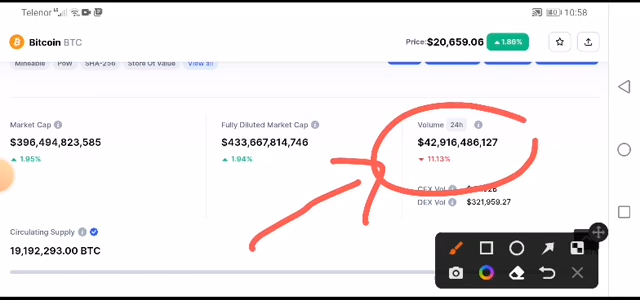 Telenor 10:58
Bitcoin BTC Price: $20,659.06 1.86%
Mineable PoW SHA-256 Store Of Value View all
Market Cap Fully Diluted Market Cap Volume 24h
$396,494,823,585 $433,667,814,746 $42,916,486,127
1.95% 1.94% 11.13%
CEX Vol
DEX Vol $321,959.27
Circulating Supply
19,192,293.00 BTC